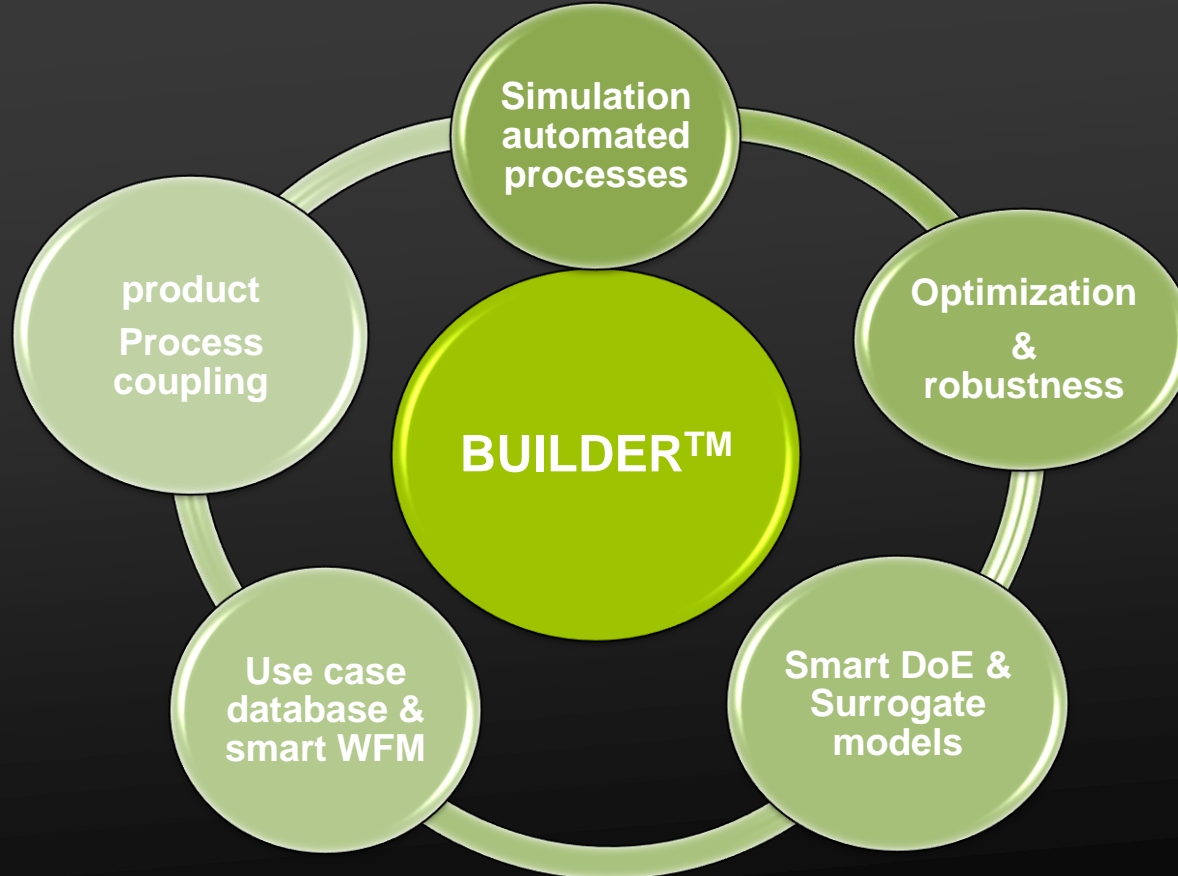 Simulation
automated
processes
product
Process
coupling
Optimization
&
robustness
BUILDER™
Use case
database &
smart WFM
Smart DoE &
Surrogate
models